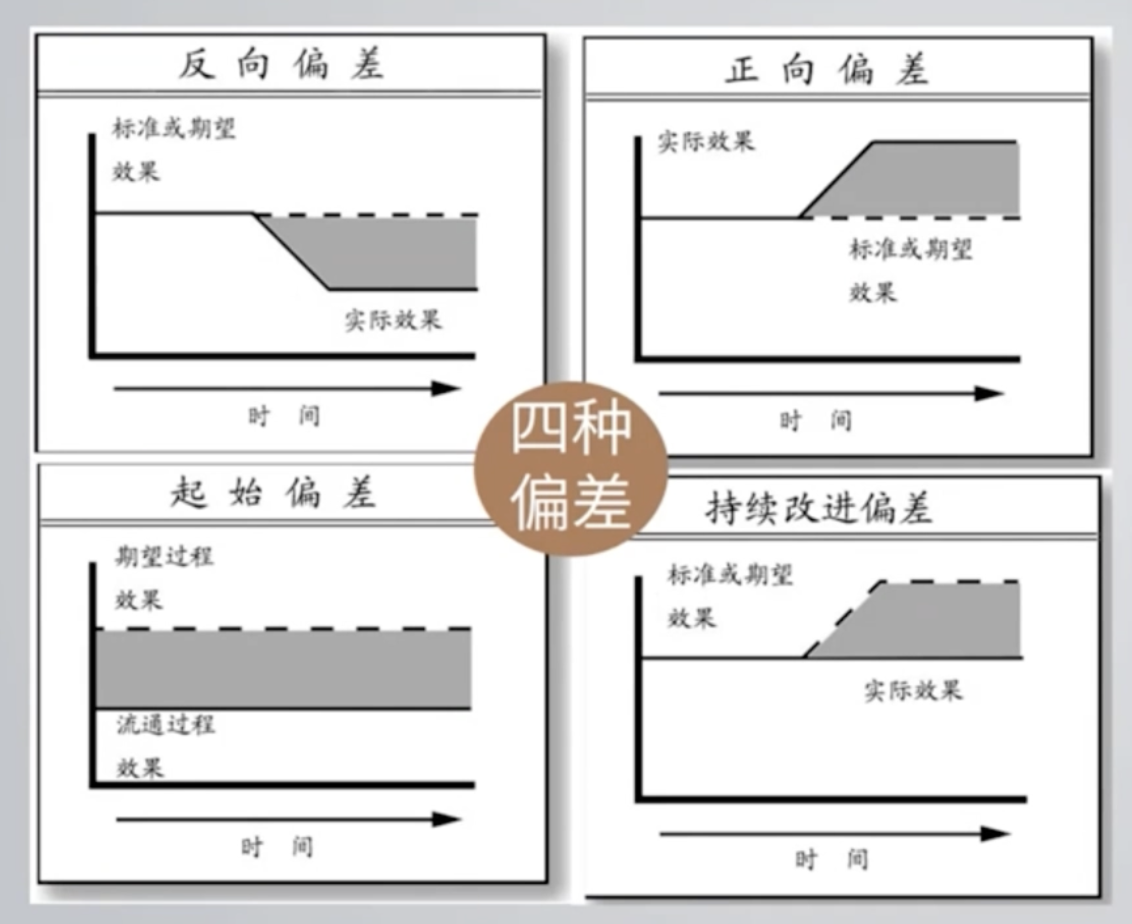 反向偏差
标准或期望
效果
实际效果
时 间
正向偏差
实际效果
标准或期望
效果
时 间
四种
偏差
起始偏差
期望过程
效果
流通过程
效果
时 间
持续改进偏差
标准或期望
效果
实际效果
时 间